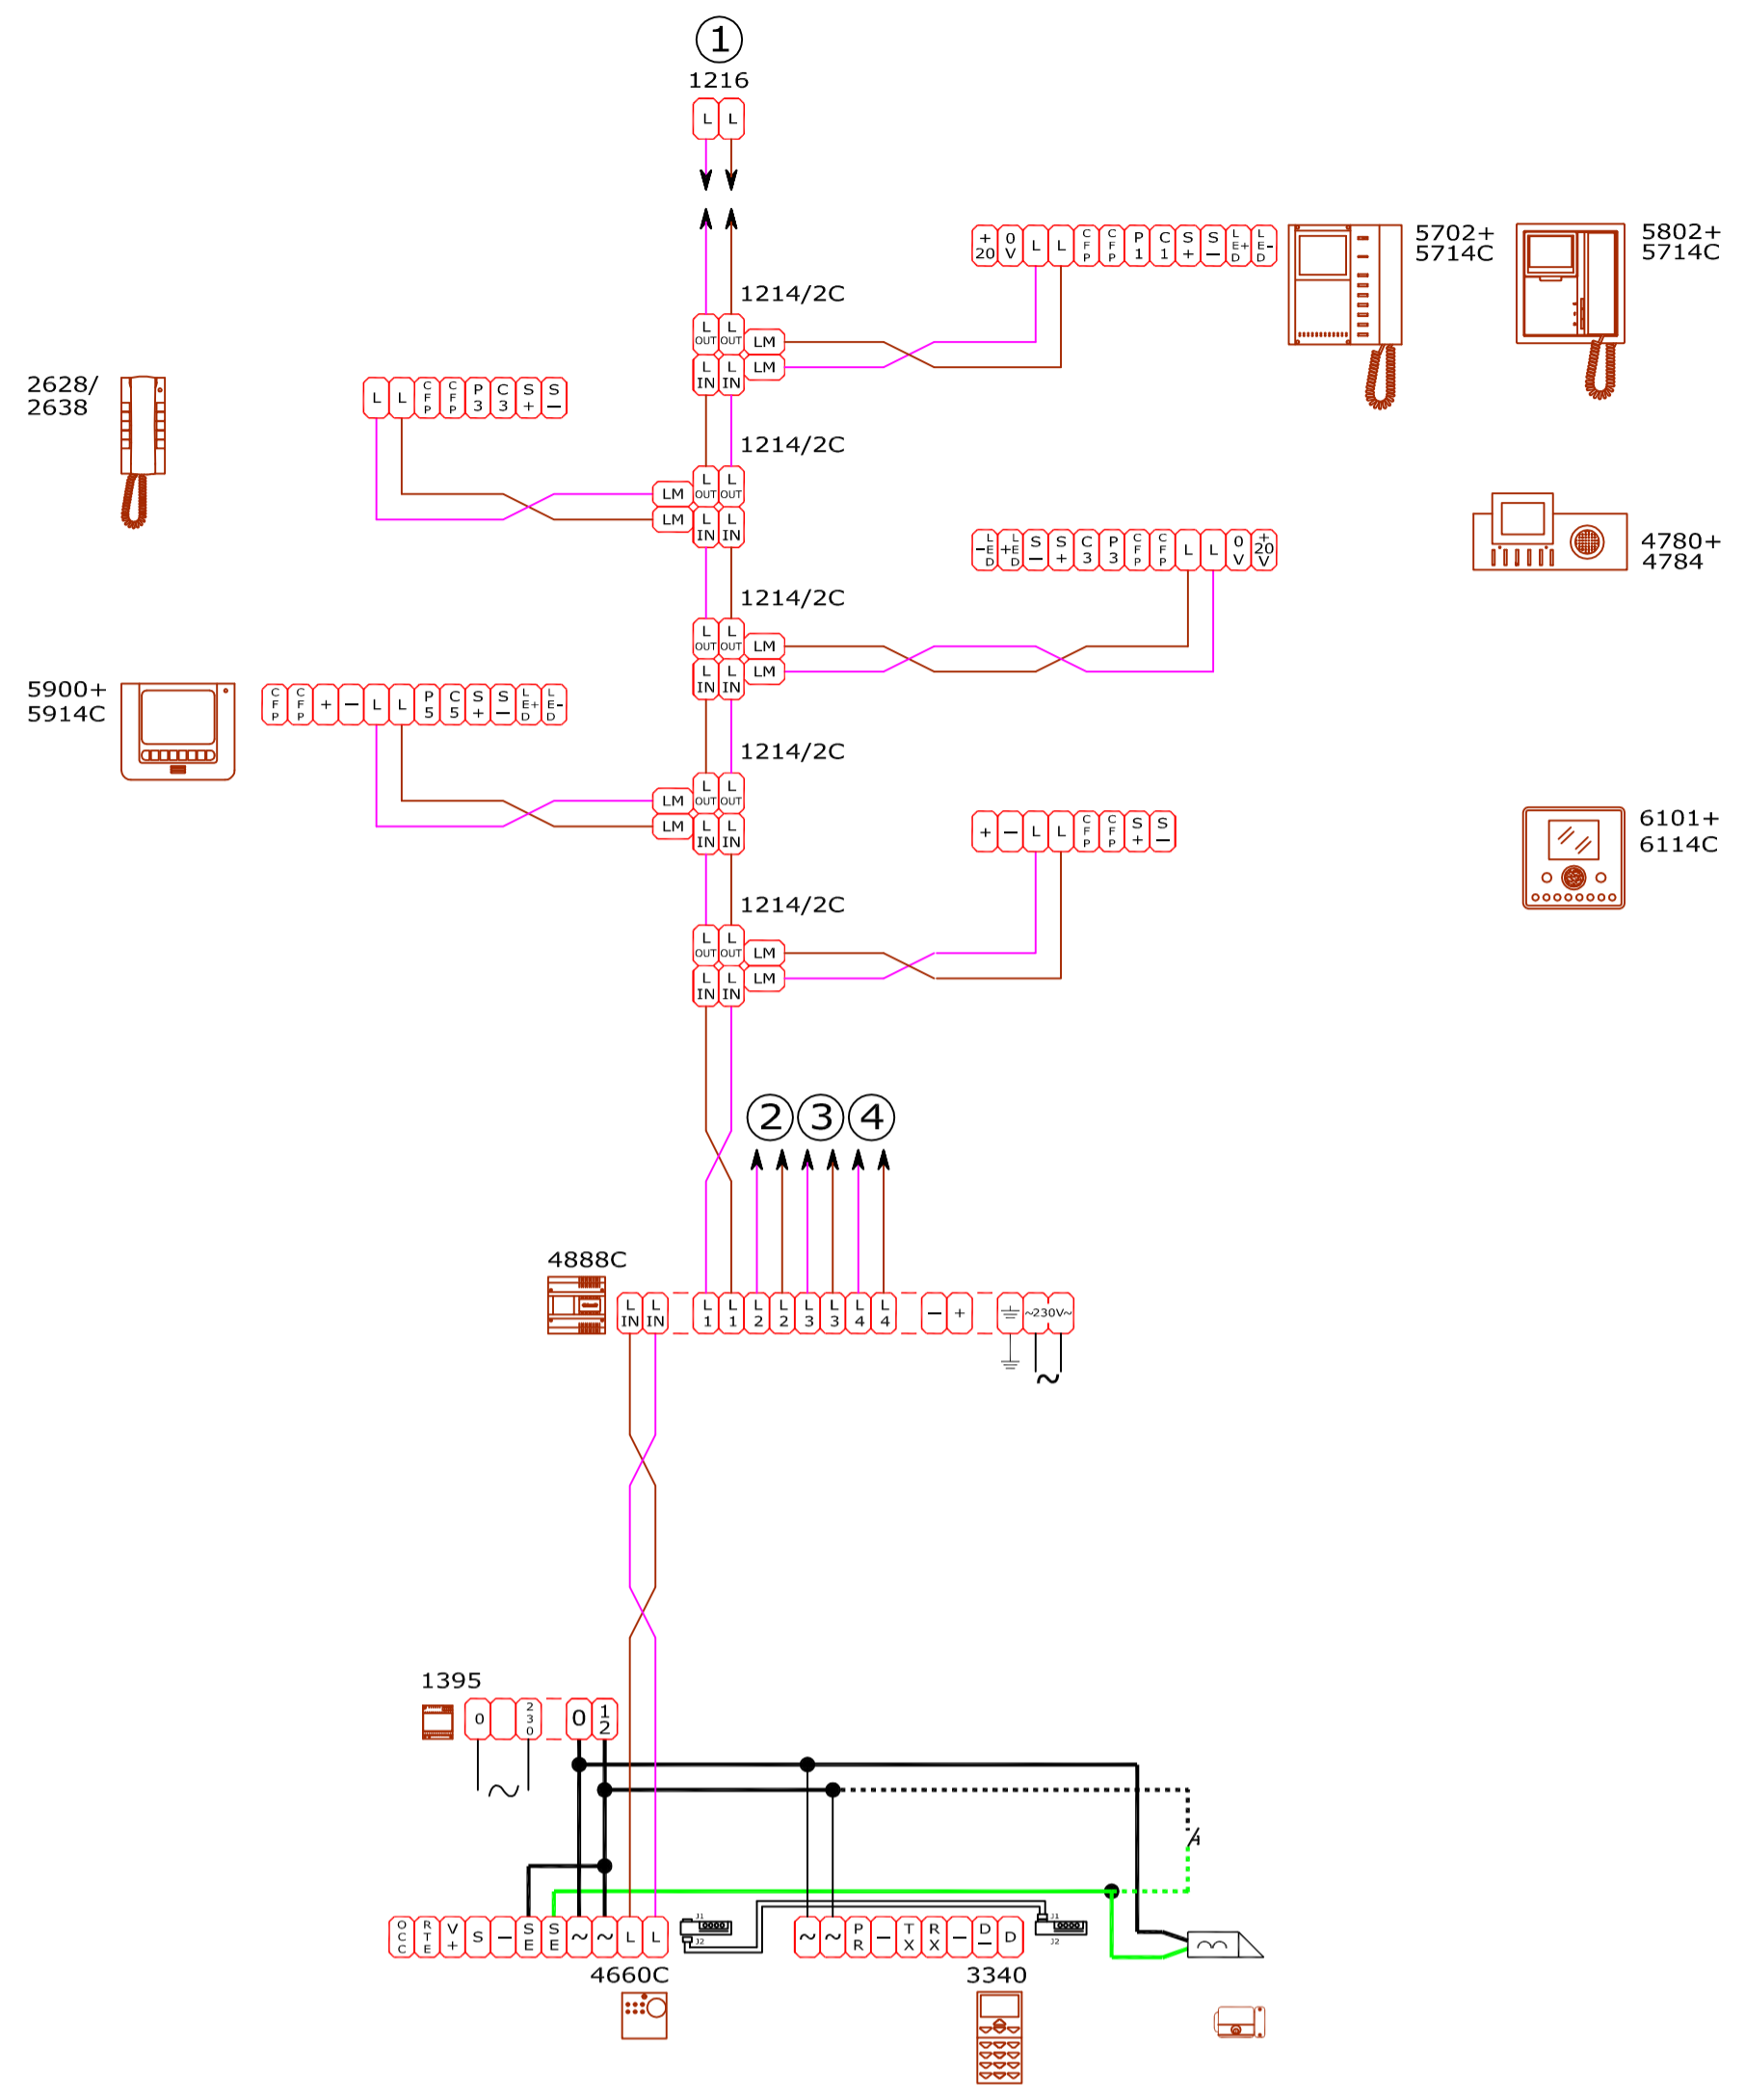 ①
1216
L L
+20 0V L L CFP CFP P1 C1 S+ S− LED+ LED−
5702+
5714C
5802+
5714C
1214/2C
L OUT L OUT LM
L IN L IN LM
2628/
2638
L L CFP CFP P3 C3 S+ S−
1214/2C
LM L OUT L OUT
LM L IN L IN
−LED +LED S− S+ C3 P3 CFP CFP L L 0V +20V
4780+
4784
1214/2C
L OUT L OUT LM
L IN L IN LM
5900+
5914C
CFP CFP + − L L P5 C5 S+ S− LED+ LED−
1214/2C
LM L OUT L OUT
LM L IN L IN
+ − L L CFP CFP S+ S−
6101+
6114C
1214/2C
L OUT L OUT LM
L IN L IN LM
② ③ ④
4888C
L IN L IN L1 L1 L2 L2 L3 L3 L4 L4 − + ~230V~
~
1395
0 230 0 12
~
OCC RTE V+ S − SE SE ~ ~ L L
J1
J2
~ ~ PR − TX RX − D− D
J1
J2
4660C
3340